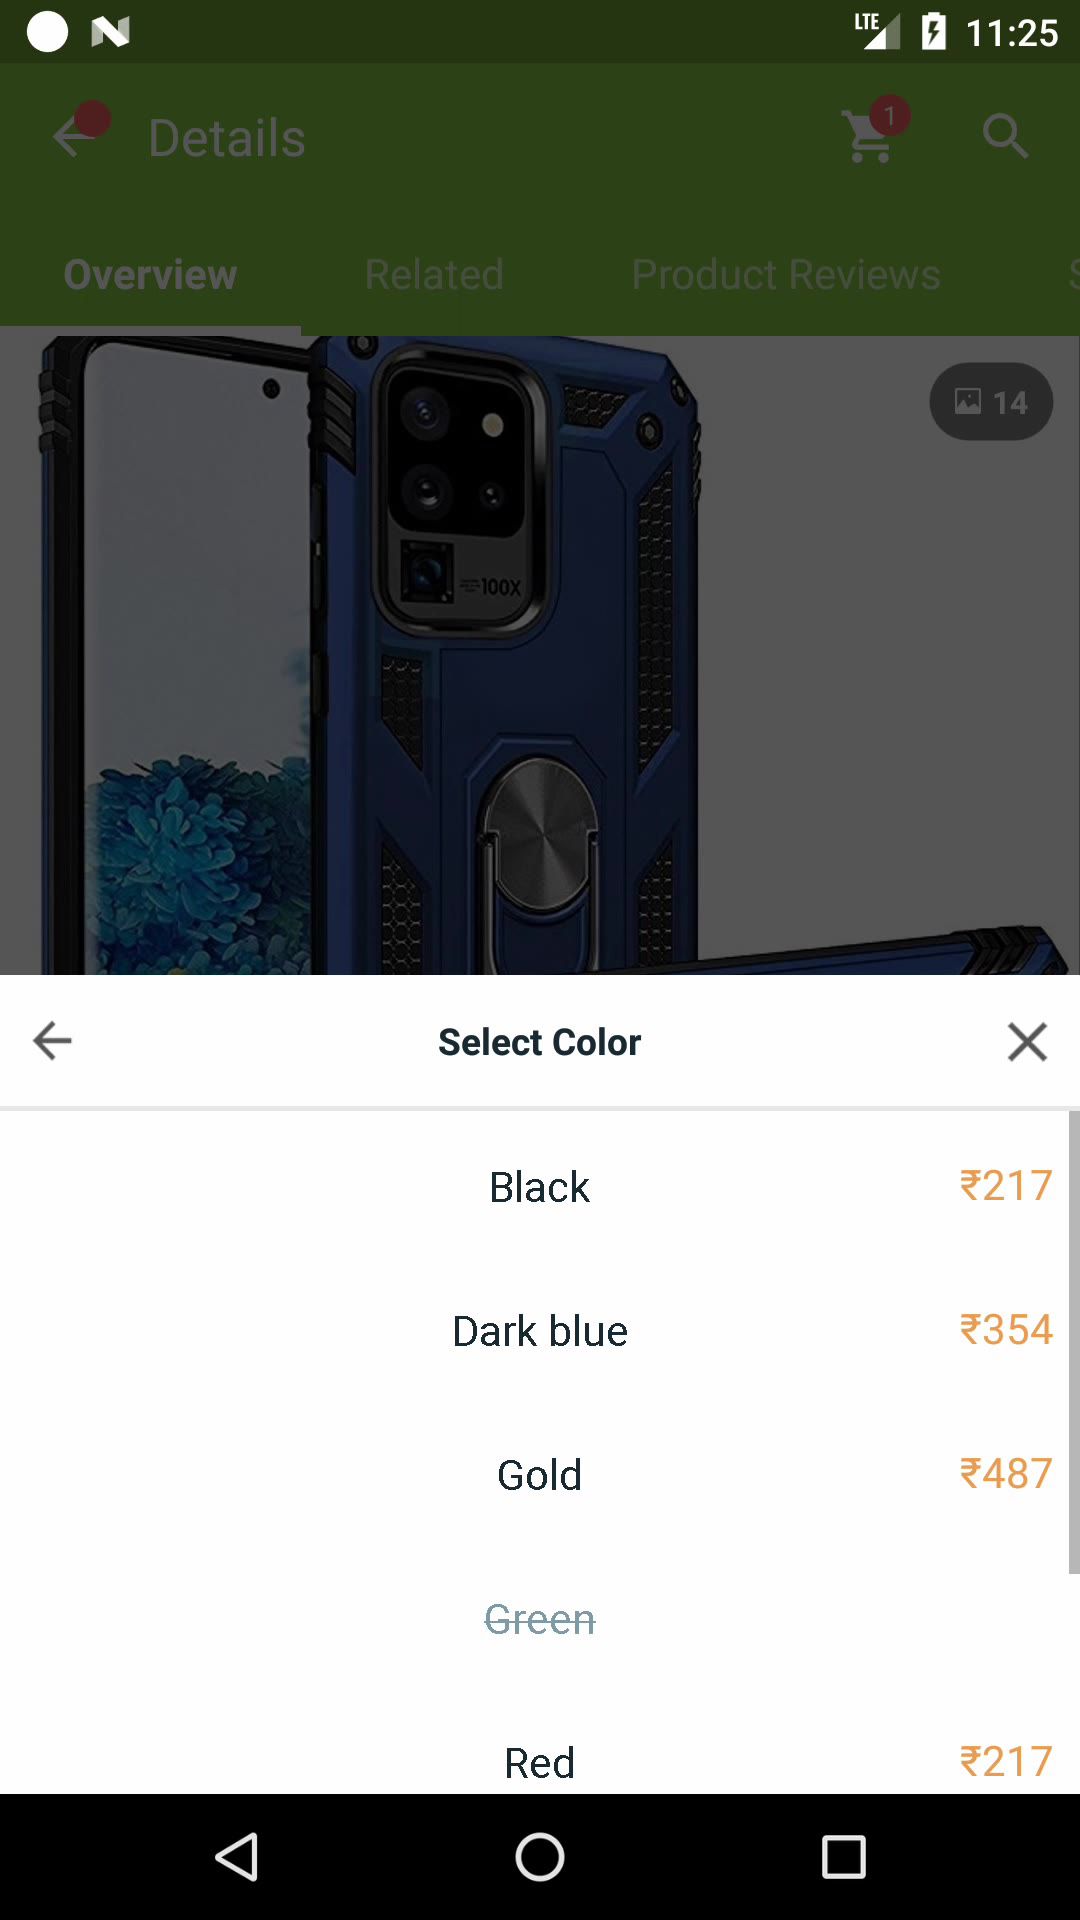 LTE 11:25
Details 1
Overview Related Product Reviews S
14
100X
Select Color
Black ₹217
Dark blue ₹354
Gold ₹487
Green
Red ₹217